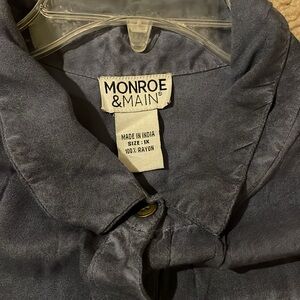 MONROE
&MAIN®
MADE IN INDIA
SIZE: 1X
100% RAYON